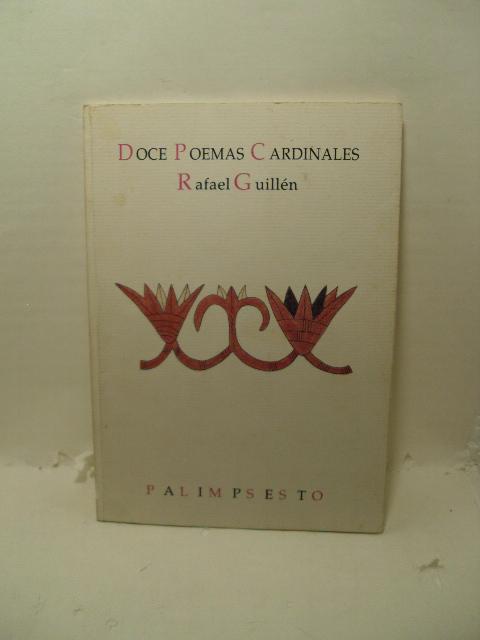 DOCE POEMAS CARDINALES
Rafael Guillén
PALIMPSESTO